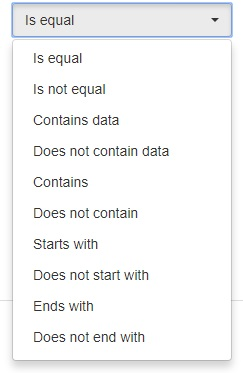 Is equal
Is equal
Is not equal
Contains data
Does not contain data
Contains
Does not contain
Starts with
Does not start with
Ends with
Does not end with